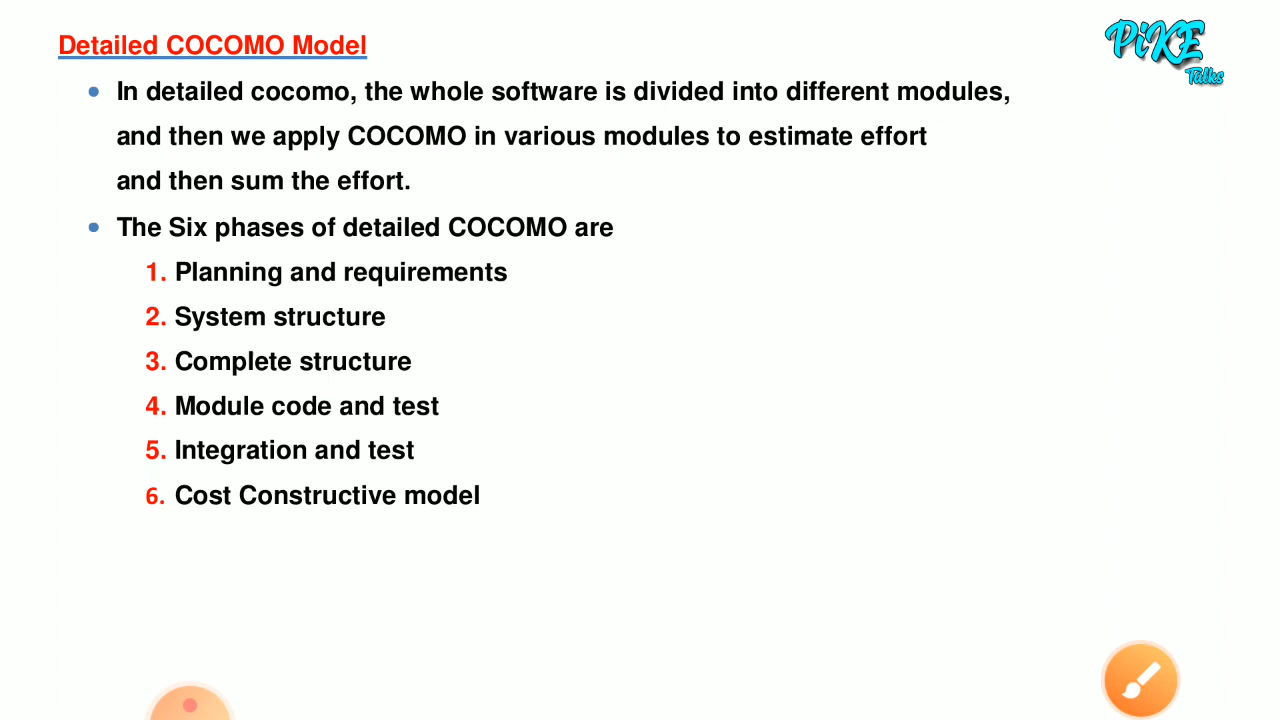 Detailed COCOMO Model
PiKE
Talks
• In detailed cocomo, the whole software is divided into different modules,
and then we apply COCOMO in various modules to estimate effort
and then sum the effort.
• The Six phases of detailed COCOMO are
1. Planning and requirements
2. System structure
3. Complete structure
4. Module code and test
5. Integration and test
6. Cost Constructive model